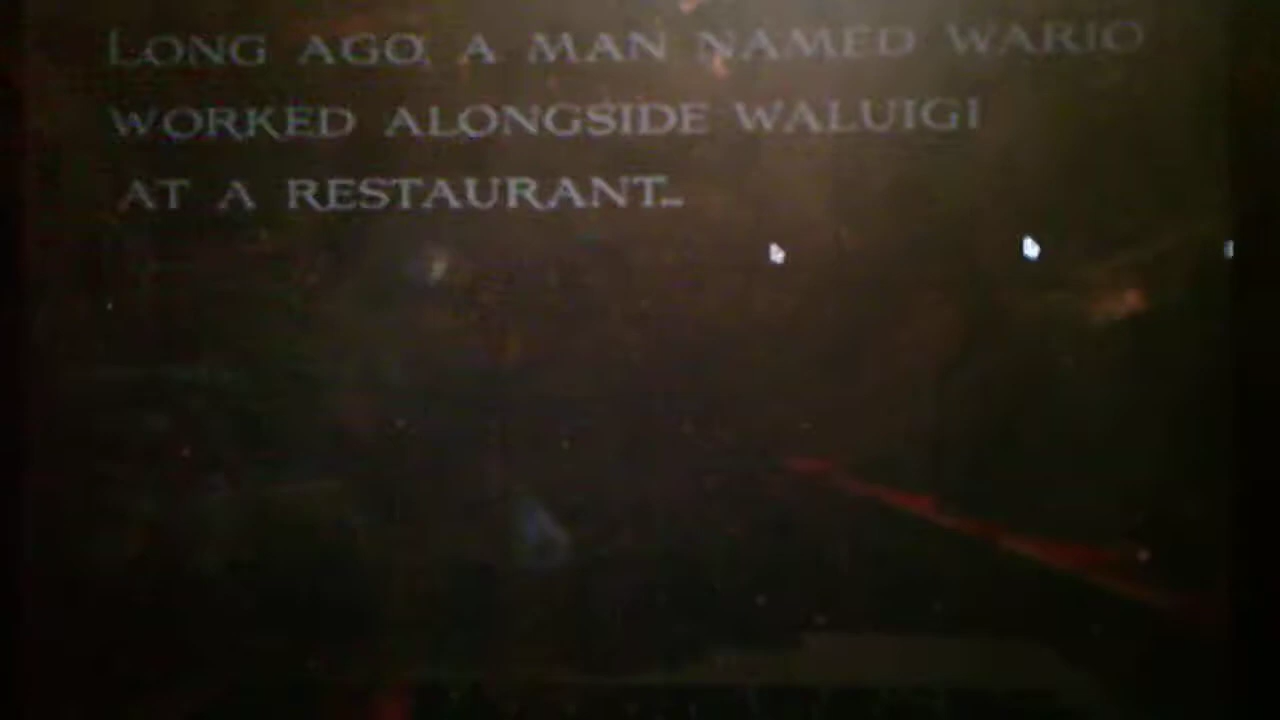 LONG AGO, A MAN NAMED WARIO
WORKED ALONGSIDE WALUIGI
AT A RESTAURANT...